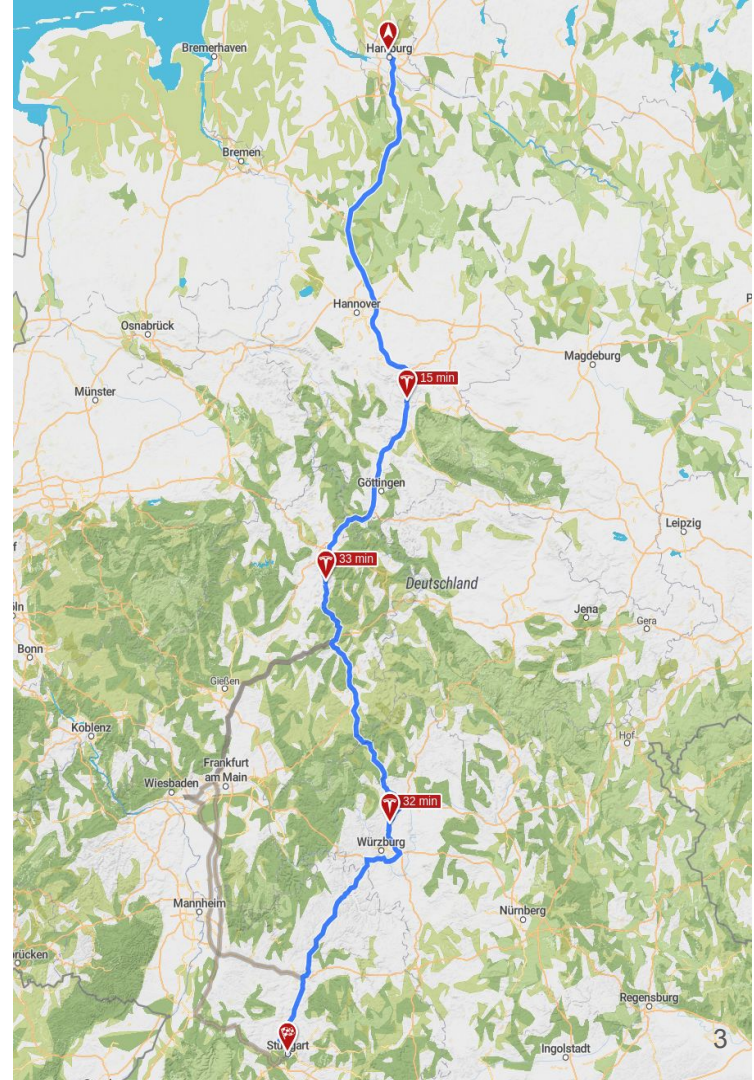 Bremerhaven
Hamburg
Bremen
Hannover
Osnabrück
Magdeburg
15 min
Münster
Göttingen
Leipzig
33 min
Deutschland
Jena
Gera
Bonn
Gießen
Koblenz
Hof
Frankfurt
am Main
Wiesbaden
32 min
Würzburg
Mannheim
Nürnberg
rücken
Regensburg
Stuttgart
Ingolstadt
3